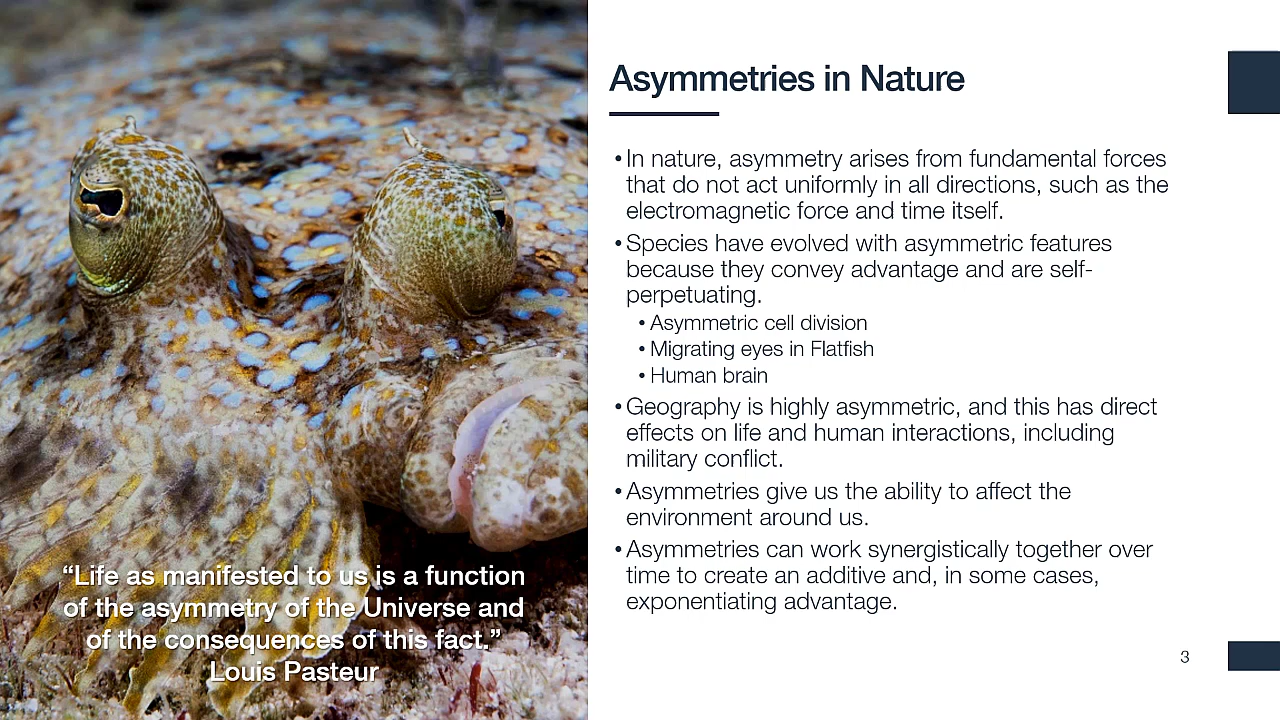 Asymmetries in Nature
• In nature, asymmetry arises from fundamental forces
that do not act uniformly in all directions, such as the
electromagnetic force and time itself.
• Species have evolved with asymmetric features
because they convey advantage and are self-
perpetuating.
• Asymmetric cell division
• Migrating eyes in Flatfish
• Human brain
• Geography is highly asymmetric, and this has direct
effects on life and human interactions, including
military conflict.
• Asymmetries give us the ability to affect the
environment around us.
• Asymmetries can work synergistically together over
time to create an additive and, in some cases,
exponentiating advantage.
“Life as manifested to us is a function
of the asymmetry of the Universe and
of the consequences of this fact.”
Louis Pasteur
3